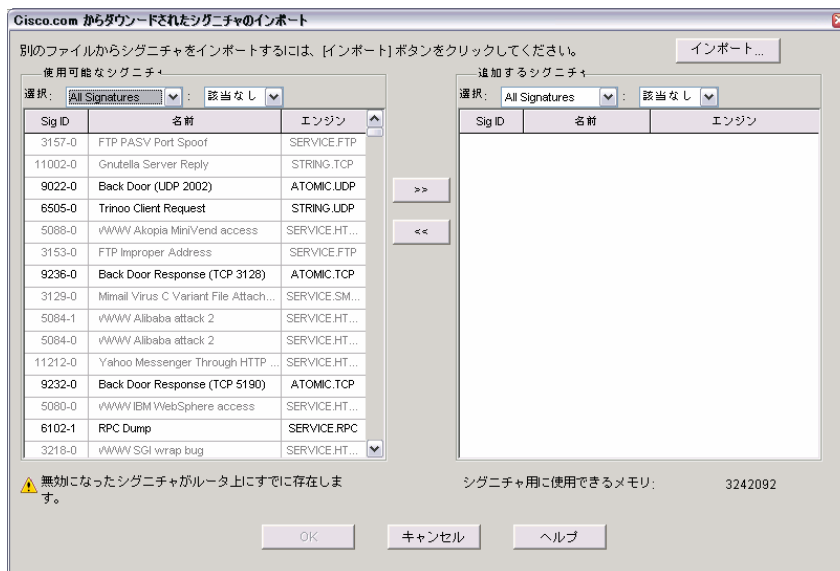 Cisco.com からダウンードされたシグニチャのインポート
別のファイルからシグニチャをインポートするには、[インポート] ボタンをクリックしてください。
インポート...
使用可能なシグニチャ
選択: All Signatures : 該当なし
Sig ID 名前 エンジン
3157-0 FTP PASV Port Spoof SERVICE.FTP
11002-0 Gnutella Server Reply STRING.TCP
9022-0 Back Door (UDP 2002) ATOMIC.UDP
6505-0 Trinoo Client Request STRING.UDP
5088-0 WWW Akopia MiniVend access SERVICE.HT...
3153-0 FTP Improper Address SERVICE.FTP
9236-0 Back Door Response (TCP 3128) ATOMIC.TCP
3129-0 Mimail Virus C Variant File Attach... SERVICE.SM...
5084-1 WWW Alibaba attack 2 SERVICE.HT...
5084-0 WWW Alibaba attack 2 SERVICE.HT...
11212-0 Yahoo Messenger Through HTTP ... SERVICE.HT...
9232-0 Back Door Response (TCP 5190) ATOMIC.TCP
5080-0 WWW IBM WebSphere access SERVICE.HT...
6102-1 RPC Dump SERVICE.RPC
3218-0 WWW SGI wrap bug SERVICE.HT...
>>
<<
追加するシグニチャ
選択: All Signatures : 該当なし
Sig ID 名前 エンジン
無効になったシグニチャがルータ上にすでに存在しま
す。
シグニチャ用に使用できるメモリ: 3242092
OK キャンセル ヘルプ